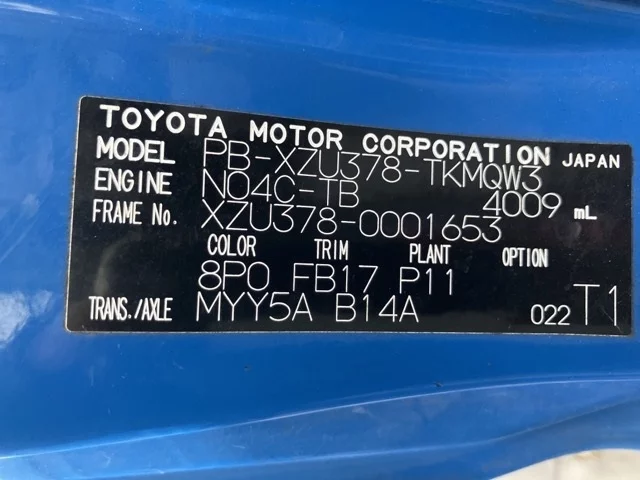 TOYOTA MOTOR CORPORATION JAPAN
MODEL PB-XZU378-TKMQW3
ENGINE N04C-TB 4009 mL
FRAME No. XZU378-0001653
COLOR TRIM PLANT OPTION
8P0 FB17 P11
TRANS./AXLE MYY5A B14A 022 T1